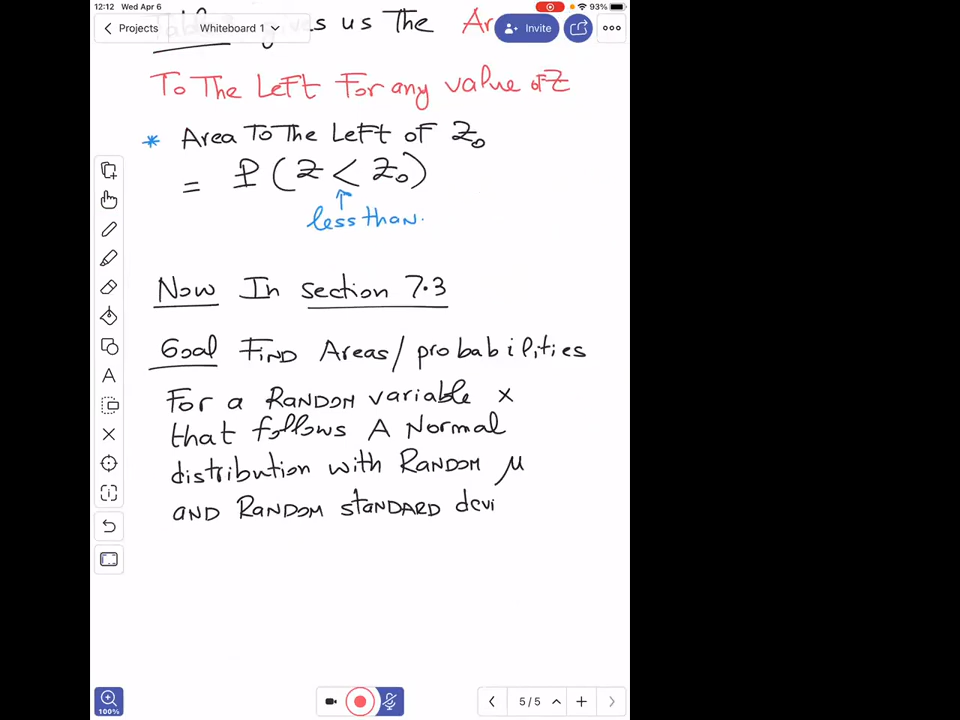 12:12 Wed Apr 6
93%
Projects
Whiteboard 1
Invite
us The
To The Left For any value of Z
* Area To The Left of Z₀
= P (Z < Z₀)
↑
less than.
Now In section 7.3
Goal Find Areas/probabilities
For a RANDOM variable x
that follows A Normal
distribution with RANDOM μ
AND RANDOM STANDARD devi
100%
5/5